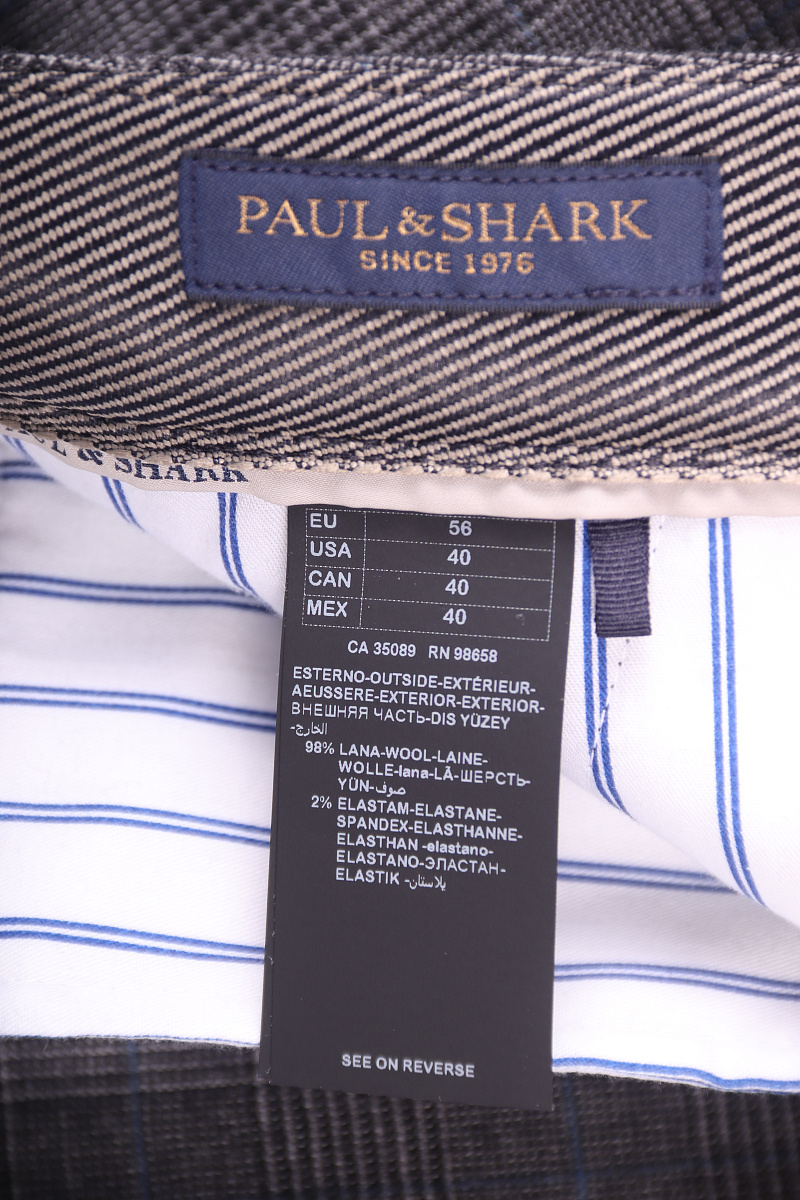 PAUL & SHARK
SINCE 1976
& SHARK
EU 56
USA 40
CAN 40
MEX 40
CA 35089 RN 98658
ESTERNO-OUTSIDE-EXTÉRIEUR-
AEUSSERE-EXTERIOR-EXTERIOR-
ВНЕШНЯЯ ЧАСТЬ-DIS YÜZEY
-الخارج
98% LANA-WOOL-LAINE-
WOLLE-lana-LÃ-ШЕРСТЬ-
YÜN-صوف
2% ELASTAM-ELASTANE-
SPANDEX-ELASTHANNE-
ELASTHAN -elastano-
ELASTANO-ЭЛАСТАН-
ELASTIK -يلاستان
SEE ON REVERSE